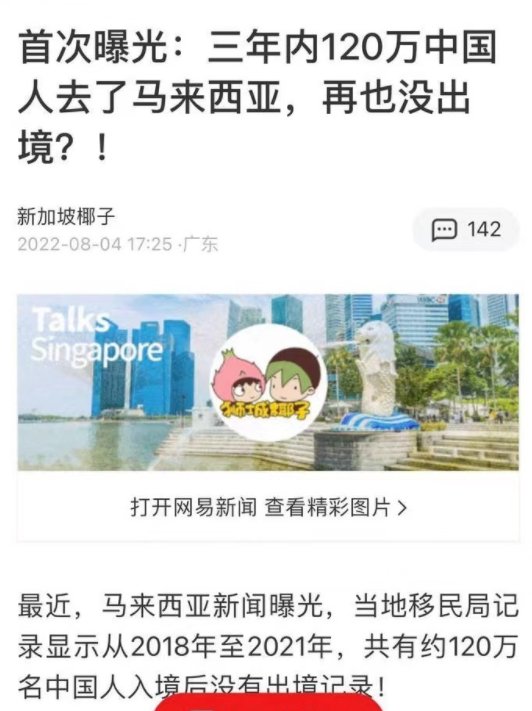 首次曝光：三年内120万中国
人去了马来西亚，再也没出
境？！
新加坡椰子
2022-08-04 17:25 ·广东
142
Talks
Singapore
狮城椰子
打开网易新闻 查看精彩图片 >
最近，马来西亚新闻曝光，当地移民局记
录显示从2018年至2021年，共有约120万
名中国人入境后没有出境记录！